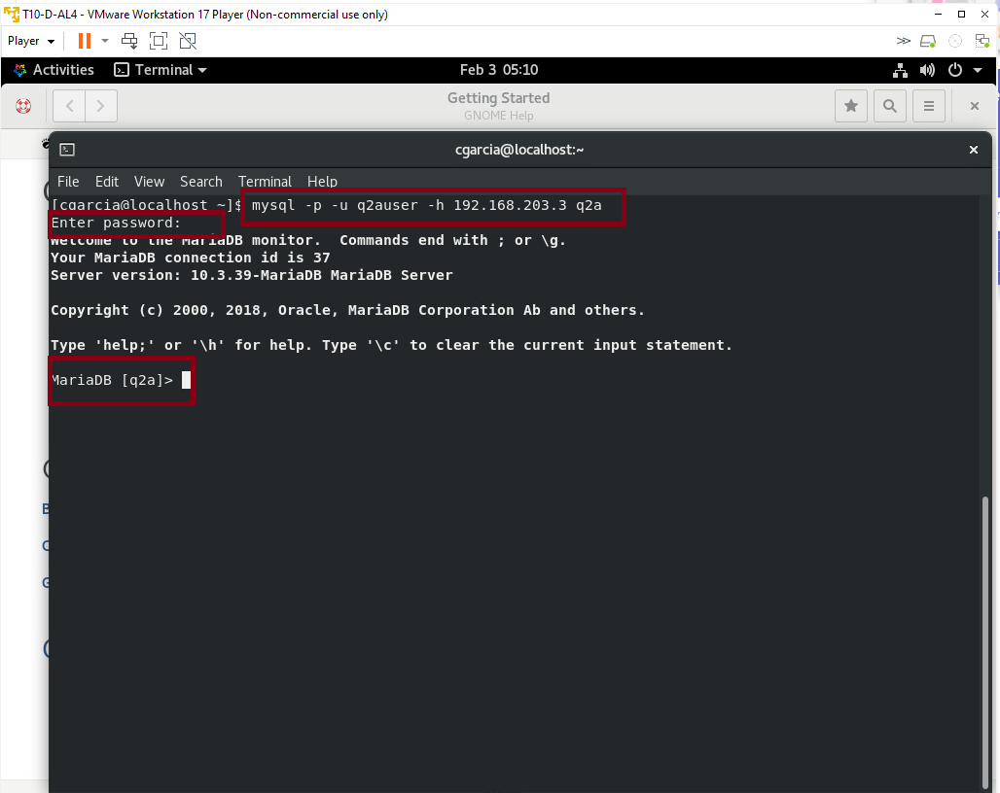 T10-D-AL4 - VMware Workstation 17 Player (Non-commercial use only)
Player
Activities Terminal Feb 3 05:10
Getting Started
GNOME Help
cgarcia@localhost:~
File Edit View Search Terminal Help
[cgarcia@localhost ~]$ mysql -p -u q2auser -h 192.168.203.3 q2a
Enter password:
Welcome to the MariaDB monitor.  Commands end with ; or \g.
Your MariaDB connection id is 37
Server version: 10.3.39-MariaDB MariaDB Server
Copyright (c) 2000, 2018, Oracle, MariaDB Corporation Ab and others.
Type 'help;' or '\h' for help. Type '\c' to clear the current input statement.
MariaDB [q2a]>